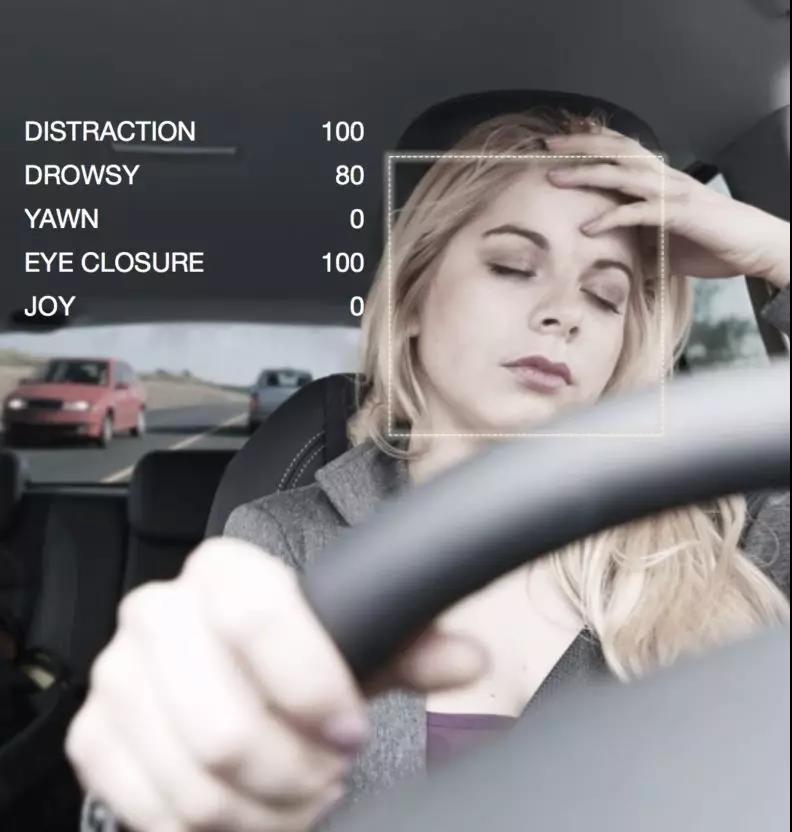 DISTRACTION 100
DROWSY 80
YAWN 0
EYE CLOSURE 100
JOY 0